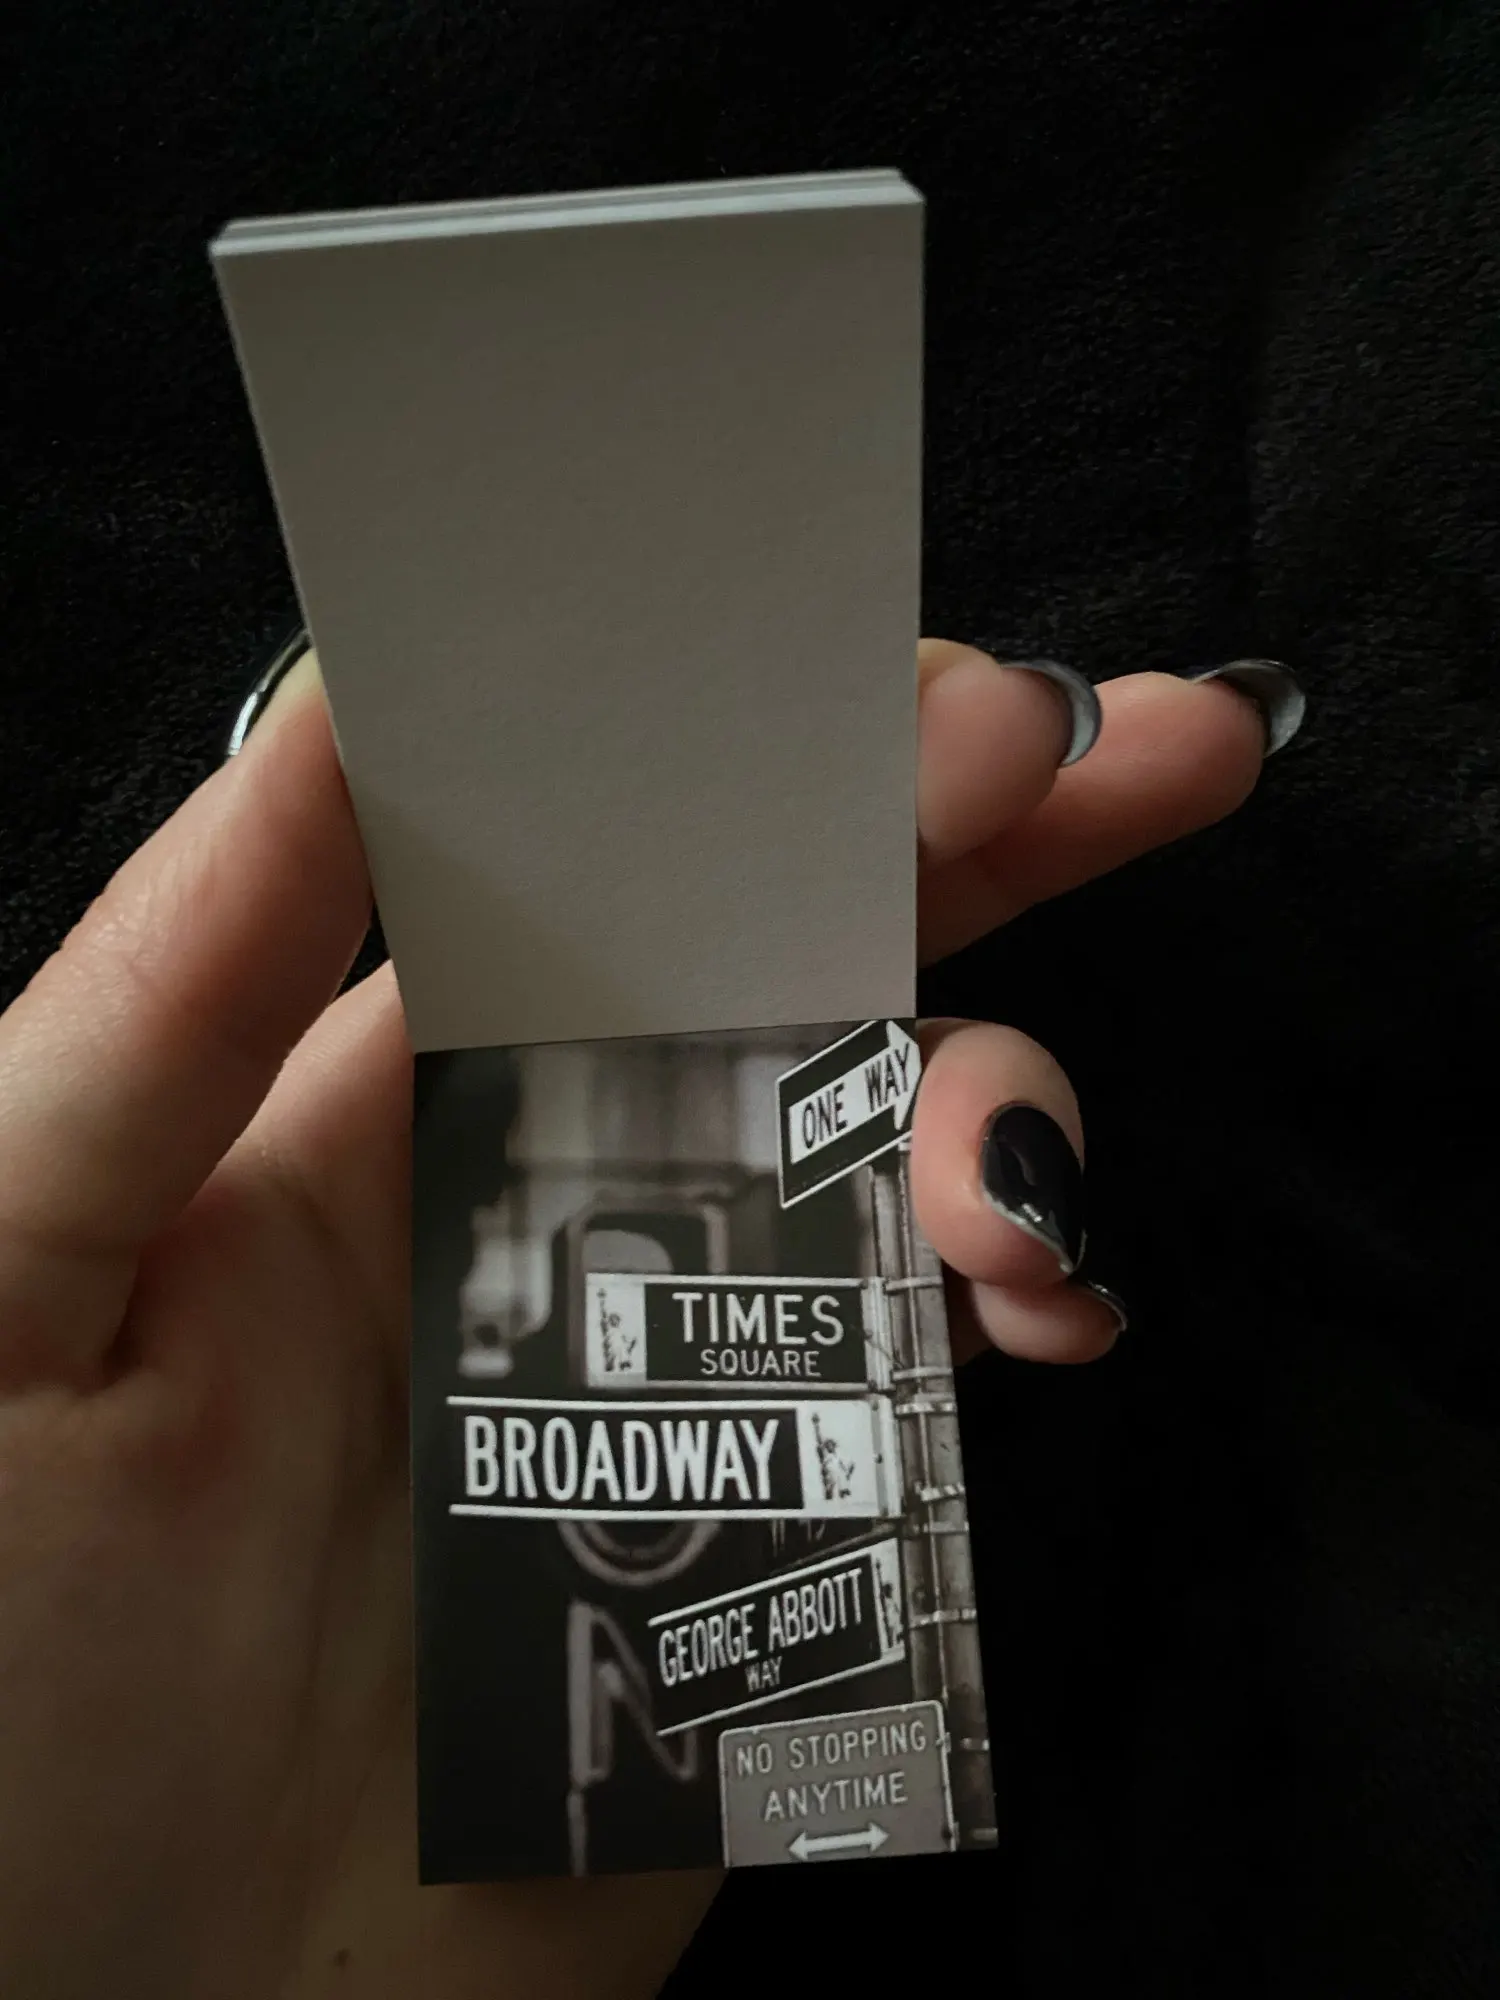 ONE WAY
TIMES
SQUARE
BROADWAY
GEORGE ABBOTT
WAY
NO STOPPING
ANYTIME